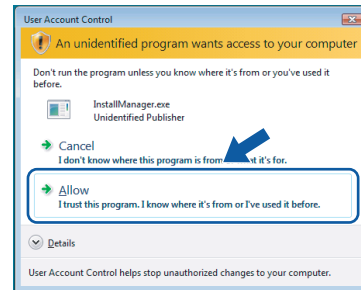 User Account Control
An unidentified program wants access to your computer
Don't run the program unless you know where it's from or you've used it
before.
InstallManager.exe
Unidentified Publisher
Cancel
I don't know where this program is from it's for.
Allow
I trust this program. I know where it's from or I've used it before.
Details
User Account Control helps stop unauthorized changes to your computer.